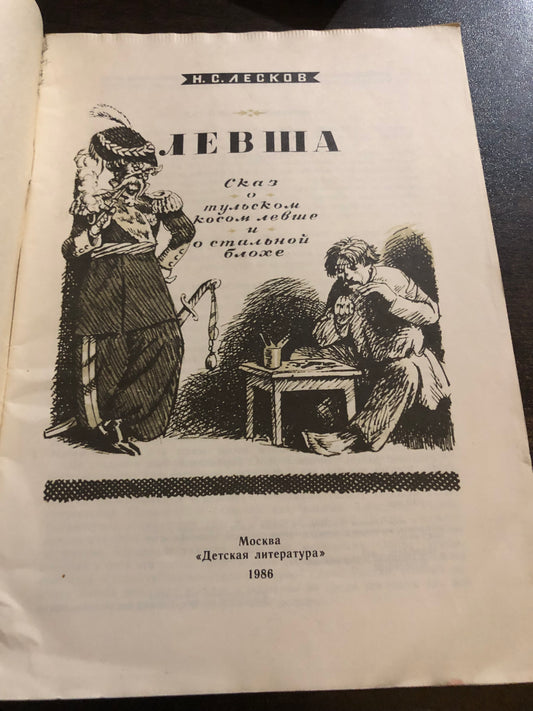 Н. С. ЛЕСКОВ
ЛЕВША
Сказ
о
тульском
косом левше
и
о стальной
блохе
Москва
«Детская литература»
1986